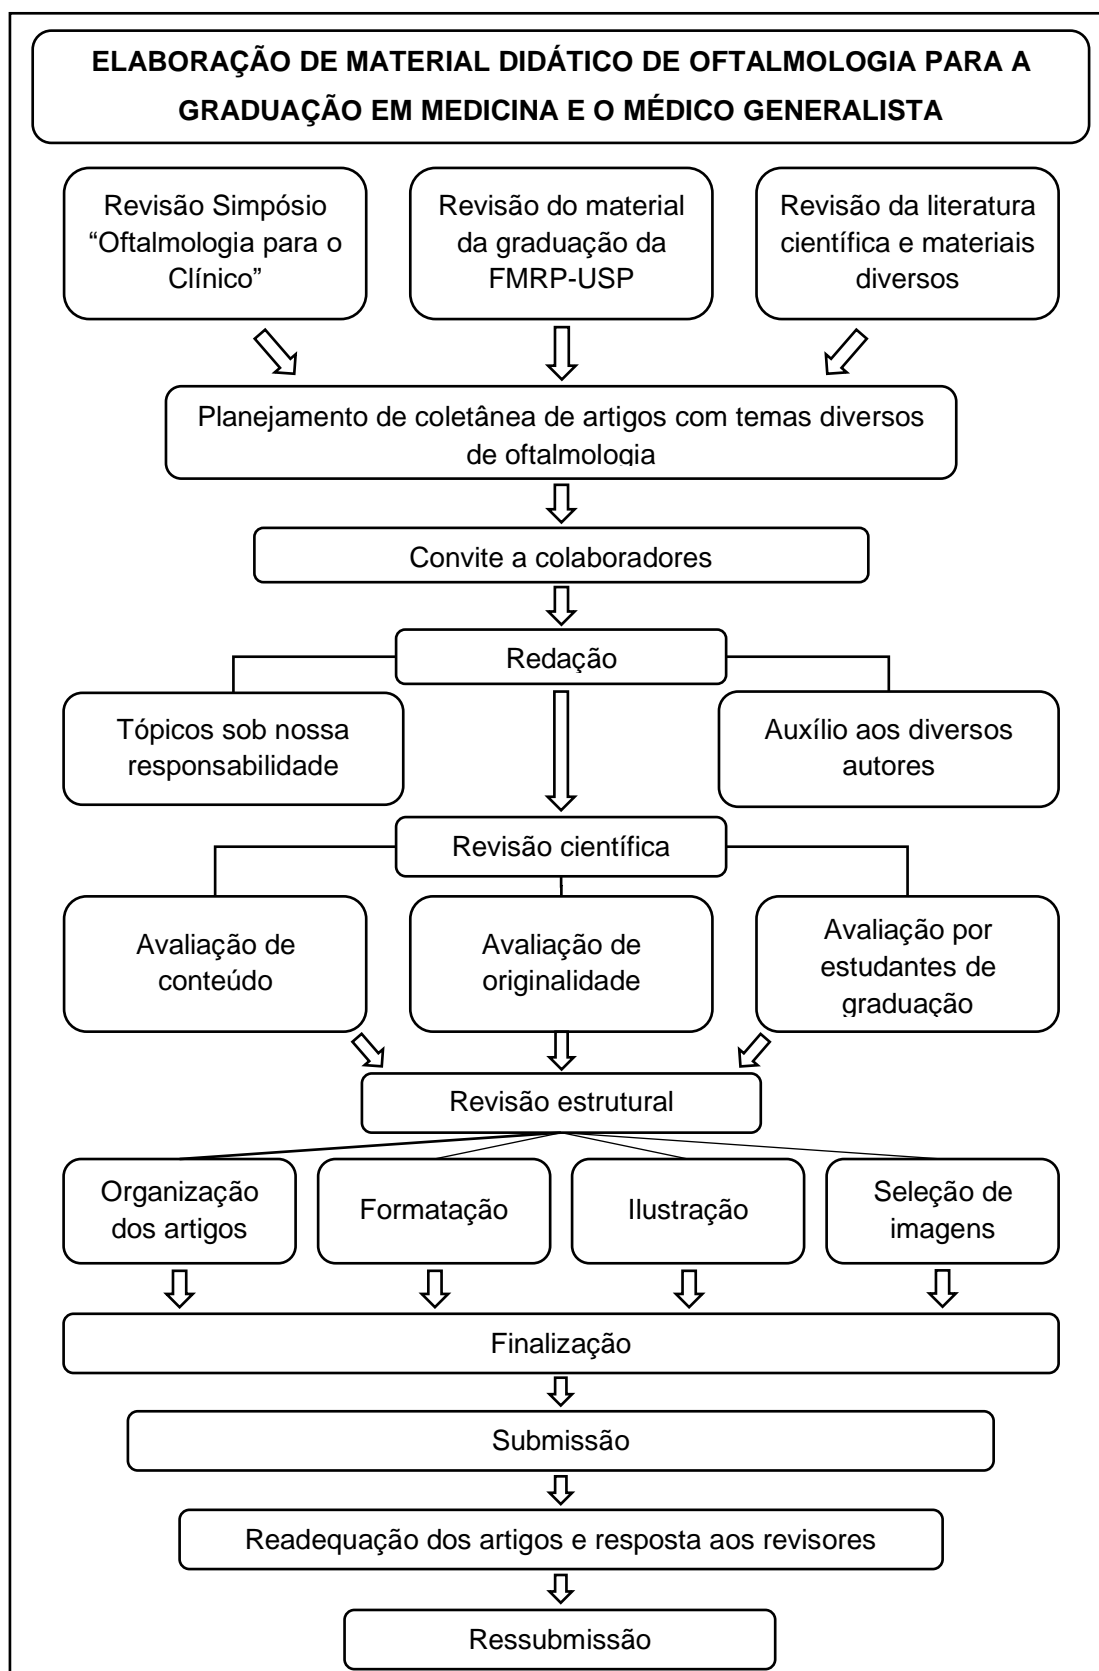 ELABORAÇÃO DE MATERIAL DIDÁTICO DE OFTALMOLOGIA PARA A
GRADUAÇÃO EM MEDICINA E O MÉDICO GENERALISTA
Revisão Simpósio
“Oftalmologia para o
Clínico”
Revisão do material
da graduação da
FMRP-USP
Revisão da literatura
científica e materiais
diversos
Planejamento de coletânea de artigos com temas diversos
de oftalmologia
Convite a colaboradores
Redação
Tópicos sob nossa
responsabilidade
Auxílio aos diversos
autores
Revisão científica
Avaliação de
conteúdo
Avaliação de
originalidade
Avaliação por
estudantes de
graduação
Revisão estrutural
Organização
dos artigos
Formatação
Ilustração
Seleção de
imagens
Finalização
Submissão
Readequação dos artigos e resposta aos revisores
Ressubmissão